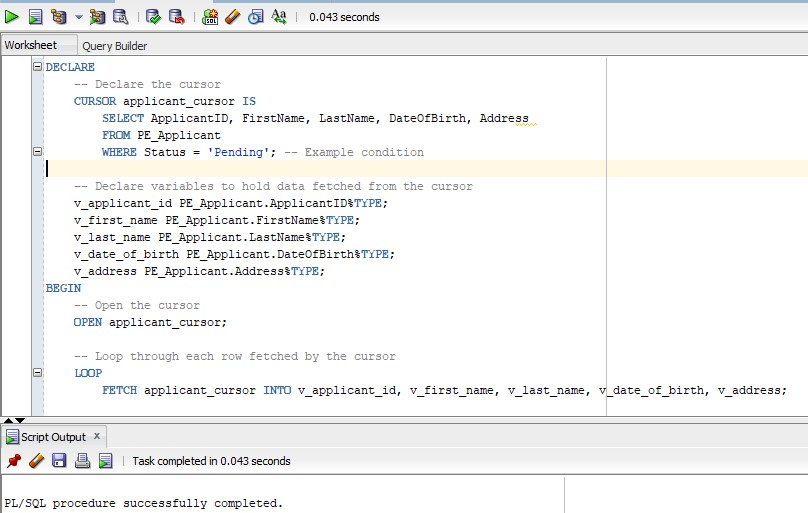 0.043 seconds
Worksheet Query Builder
DECLARE
-- Declare the cursor
CURSOR applicant_cursor IS
SELECT ApplicantID, FirstName, LastName, DateOfBirth, Address
FROM PE_Applicant
WHERE Status = 'Pending'; -- Example condition
-- Declare variables to hold data fetched from the cursor
v_applicant_id PE_Applicant.ApplicantID%TYPE;
v_first_name PE_Applicant.FirstName%TYPE;
v_last_name PE_Applicant.LastName%TYPE;
v_date_of_birth PE_Applicant.DateOfBirth%TYPE;
v_address PE_Applicant.Address%TYPE;
BEGIN
-- Open the cursor
OPEN applicant_cursor;
-- Loop through each row fetched by the cursor
LOOP
FETCH applicant_cursor INTO v_applicant_id, v_first_name, v_last_name, v_date_of_birth, v_address;
Script Output x
Task completed in 0.043 seconds
PL/SQL procedure successfully completed.